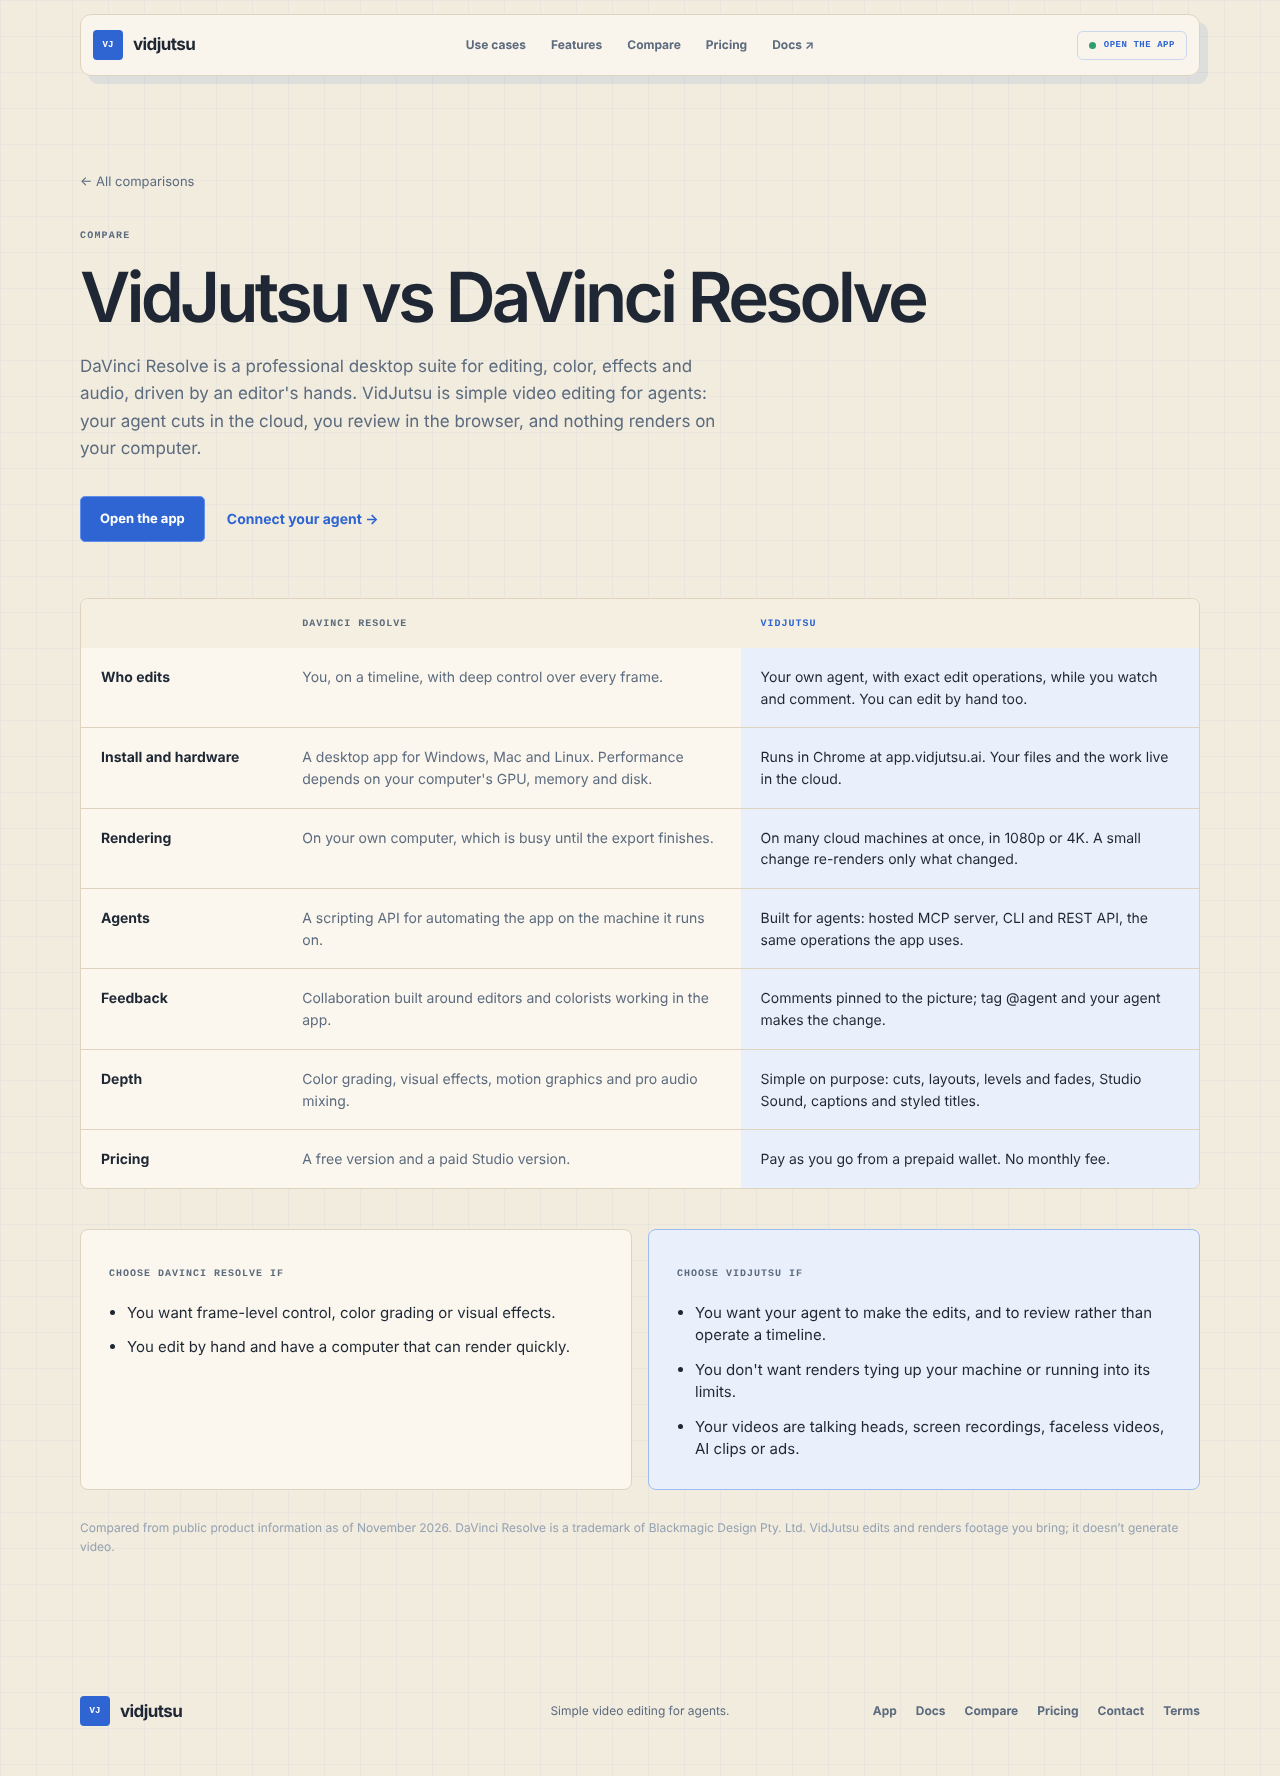 VJ vidjutsu Use cases Features Compare Pricing Docs ↗ OPEN THE APP
← All comparisons
COMPARE
VidJutsu vs DaVinci Resolve
DaVinci Resolve is a professional desktop suite for editing, color, effects and
audio, driven by an editor's hands. VidJutsu is simple video editing for agents:
your agent cuts in the cloud, you review in the browser, and nothing renders on
your computer.
Open the app Connect your agent →
DAVINCI RESOLVE VIDJUTSU
Who edits
You, on a timeline, with deep control over every frame.
Your own agent, with exact edit operations, while you watch
and comment. You can edit by hand too.
Install and hardware
A desktop app for Windows, Mac and Linux. Performance
depends on your computer's GPU, memory and disk.
Runs in Chrome at app.vidjutsu.ai. Your files and the work live
in the cloud.
Rendering
On your own computer, which is busy until the export finishes.
On many cloud machines at once, in 1080p or 4K. A small
change re-renders only what changed.
Agents
A scripting API for automating the app on the machine it runs
on.
Built for agents: hosted MCP server, CLI and REST API, the
same operations the app uses.
Feedback
Collaboration built around editors and colorists working in the
app.
Comments pinned to the picture; tag @agent and your agent
makes the change.
Depth
Color grading, visual effects, motion graphics and pro audio
mixing.
Simple on purpose: cuts, layouts, levels and fades, Studio
Sound, captions and styled titles.
Pricing
A free version and a paid Studio version.
Pay as you go from a prepaid wallet. No monthly fee.
CHOOSE DAVINCI RESOLVE IF
• You want frame-level control, color grading or visual effects.
• You edit by hand and have a computer that can render quickly.
CHOOSE VIDJUTSU IF
• You want your agent to make the edits, and to review rather than
operate a timeline.
• You don't want renders tying up your machine or running into its
limits.
• Your videos are talking heads, screen recordings, faceless videos,
AI clips or ads.
Compared from public product information as of November 2026. DaVinci Resolve is a trademark of Blackmagic Design Pty. Ltd. VidJutsu edits and renders footage you bring; it doesn't generate
video.
VJ vidjutsu Simple video editing for agents. App Docs Compare Pricing Contact Terms